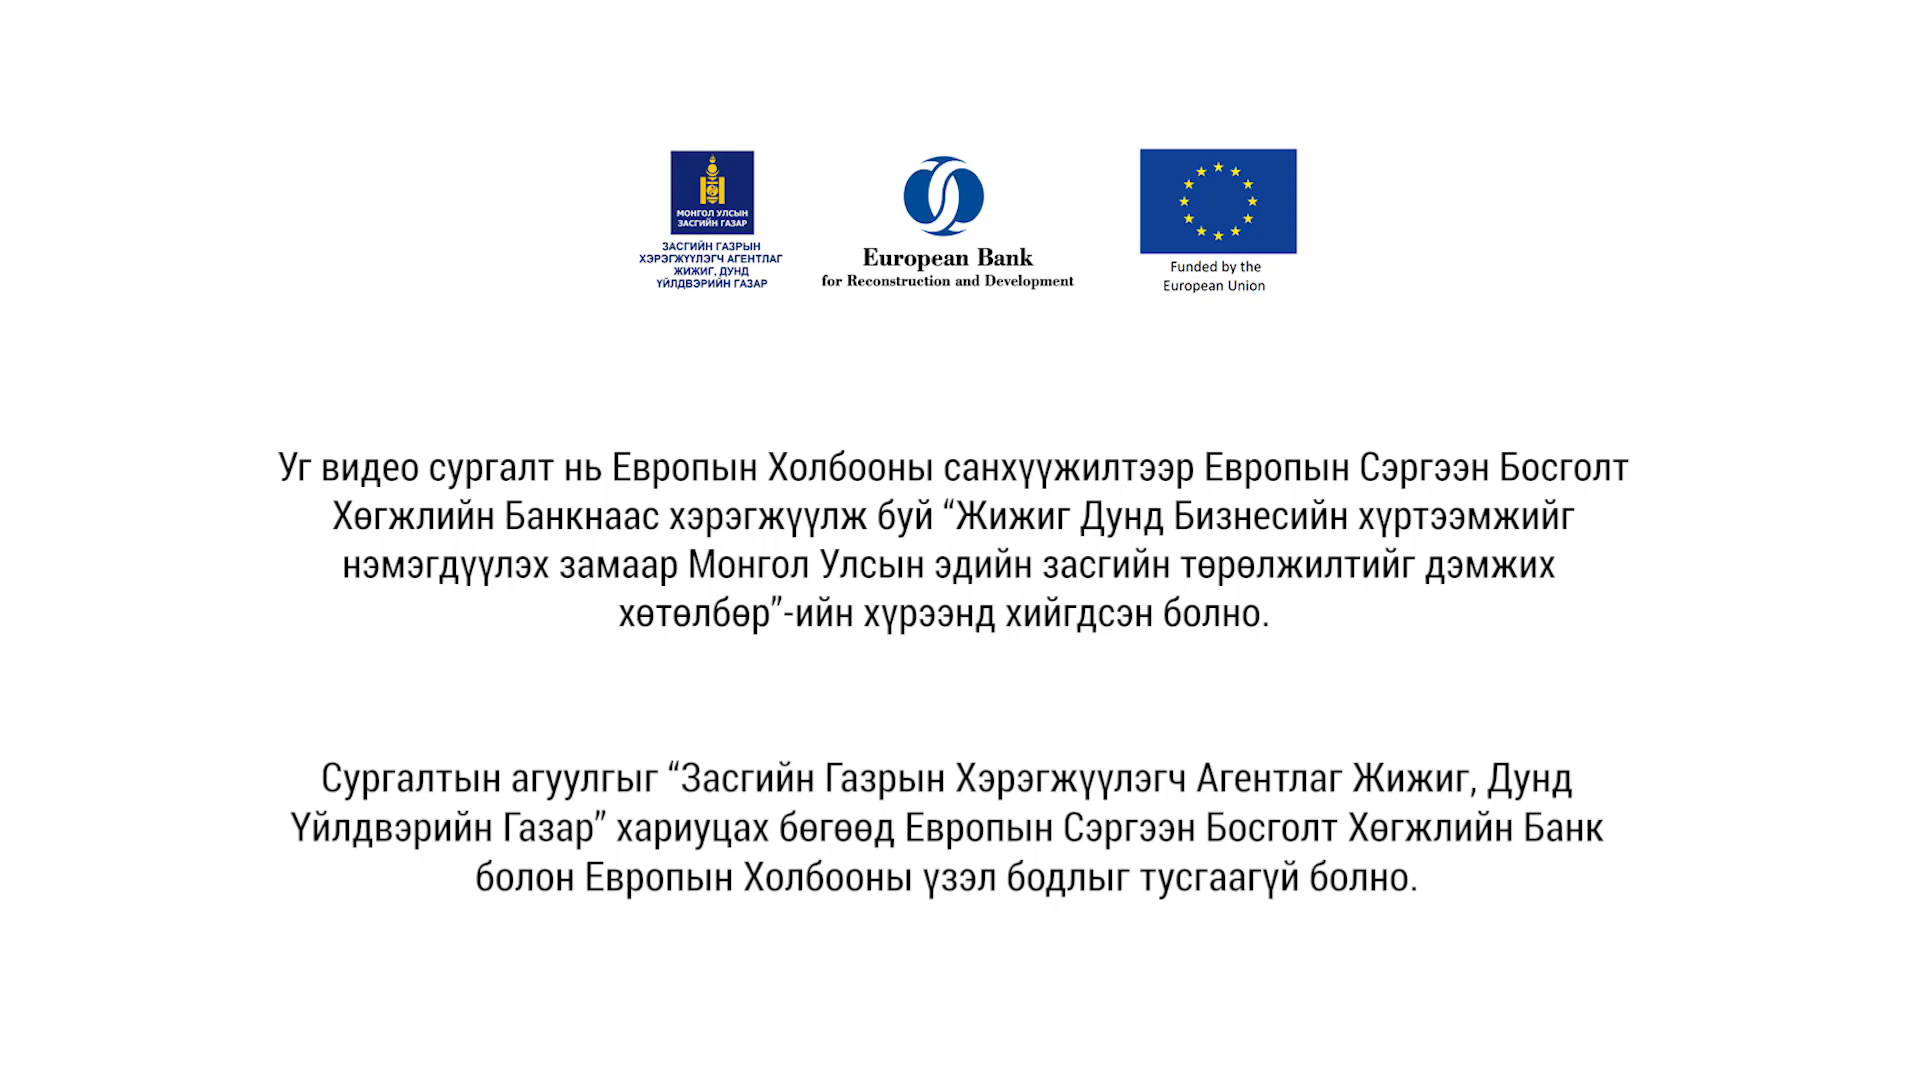 МОНГОЛ УЛСЫН
ЗАСГИЙН ГАЗАР
ЗАСГИЙН ГАЗРЫН
ХЭРЭГЖҮҮЛЭГЧ АГЕНТЛАГ
ЖИЖИГ, ДУНД
ҮЙЛДВЭРИЙН ГАЗАР
European Bank
for Reconstruction and Development
Funded by the
European Union
Уг видео сургалт нь Европын Холбооны санхүүжилтээр Европын Сэргээн Босголт
Хөгжлийн Банкнаас хэрэгжүүлж буй “Жижиг Дунд Бизнесийн хүртээмжийг
нэмэгдүүлэх замаар Монгол Улсын эдийн засгийн төрөлжилтийг дэмжих
хөтөлбөр”-ийн хүрээнд хийгдсэн болно.
Сургалтын агуулгыг “Засгийн Газрын Хэрэгжүүлэгч Агентлаг Жижиг, Дунд
Үйлдвэрийн Газар” хариуцах бөгөөд Европын Сэргээн Босголт Хөгжлийн Банк
болон Европын Холбооны үзэл бодлыг тусгаагүй болно.